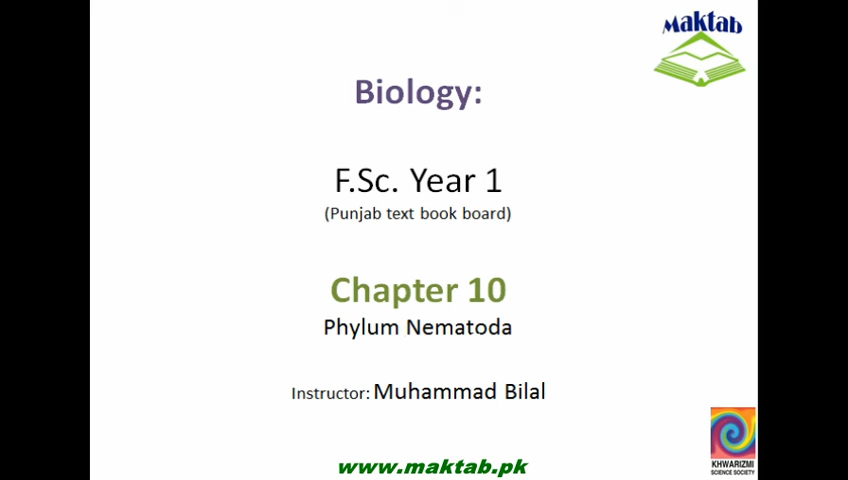 Maktab
Biology:
F.Sc. Year 1
(Punjab text book board)
Chapter 10
Phylum Nematoda
Instructor: Muhammad Bilal
www.maktab.pk
KHWARIZMI
SCIENCE SOCIETY